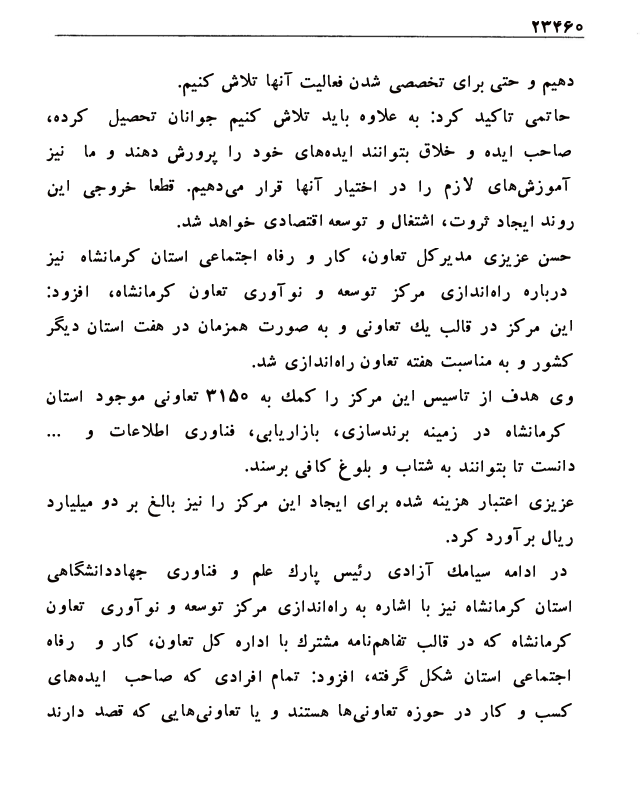 ۲۳۴۶۰
دهیم و حتی برای تخصصی شدن فعالیت آنها تلاش کنیم.
حاتمی تاکید کرد: به علاوه باید تلاش کنیم جوانان تحصیل کرده،
صاحب ایده و خلاق بتوانند ایده‌های خود را پرورش دهند و ما نیز
آموزش‌های لازم را در اختیار آنها قرار می‌دهیم. قطعا خروجی این
روند ایجاد ثروت، اشتغال و توسعه اقتصادی خواهد شد.
حسن عزیزی مدیرکل تعاون، کار و رفاه اجتماعی استان کرمانشاه نیز
درباره راه‌اندازی مرکز توسعه و نوآوری تعاون کرمانشاه، افزود:
این مرکز در قالب یك تعاونی و به صورت همزمان در هفت استان دیگر
کشور و به مناسبت هفته تعاون راه‌اندازی شد.
وی هدف از تاسیس این مرکز را کمك به ۳۱۵۰ تعاونی موجود استان
کرمانشاه در زمینه برندسازی، بازاریابی، فناوری اطلاعات و ...
دانست تا بتوانند به شتاب و بلوغ کافی برسند.
عزیزی اعتبار هزینه شده برای ایجاد این مرکز را نیز بالغ بر دو میلیارد
ریال برآورد کرد.
در ادامه سیامك آزادی رئیس پارك علم و فناوری جهاددانشگاهی
استان کرمانشاه نیز با اشاره به راه‌اندازی مرکز توسعه و نوآوری تعاون
کرمانشاه که در قالب تفاهم‌نامه مشترك با اداره کل تعاون، کار و رفاه
اجتماعی استان شکل گرفته، افزود: تمام افرادی که صاحب ایده‌های
کسب و کار در حوزه تعاونی‌ها هستند و یا تعاونی‌هایی که قصد دارند